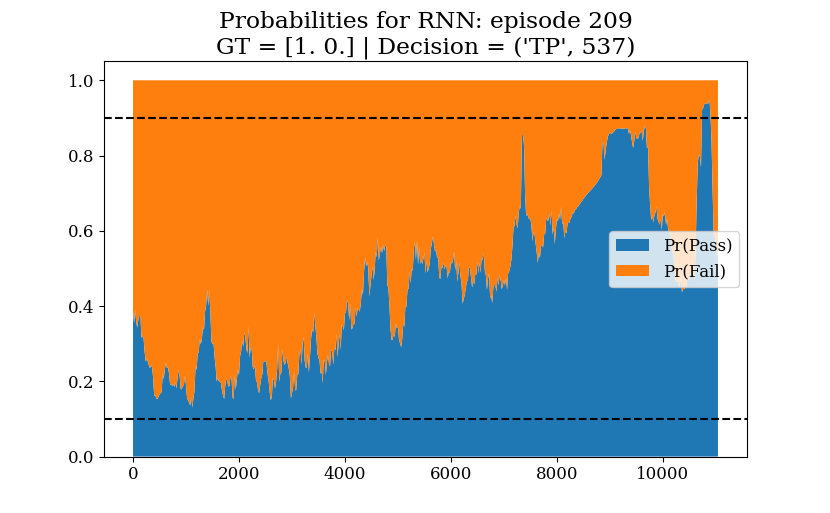 Probabilities for RNN: episode 209
GT = [1. 0.] | Decision = ('TP', 537)
1.0
0.8
0.6
0.4
0.2
0.0
Pr(Pass)
Pr(Fail)
0 2000 4000 6000 8000 10000